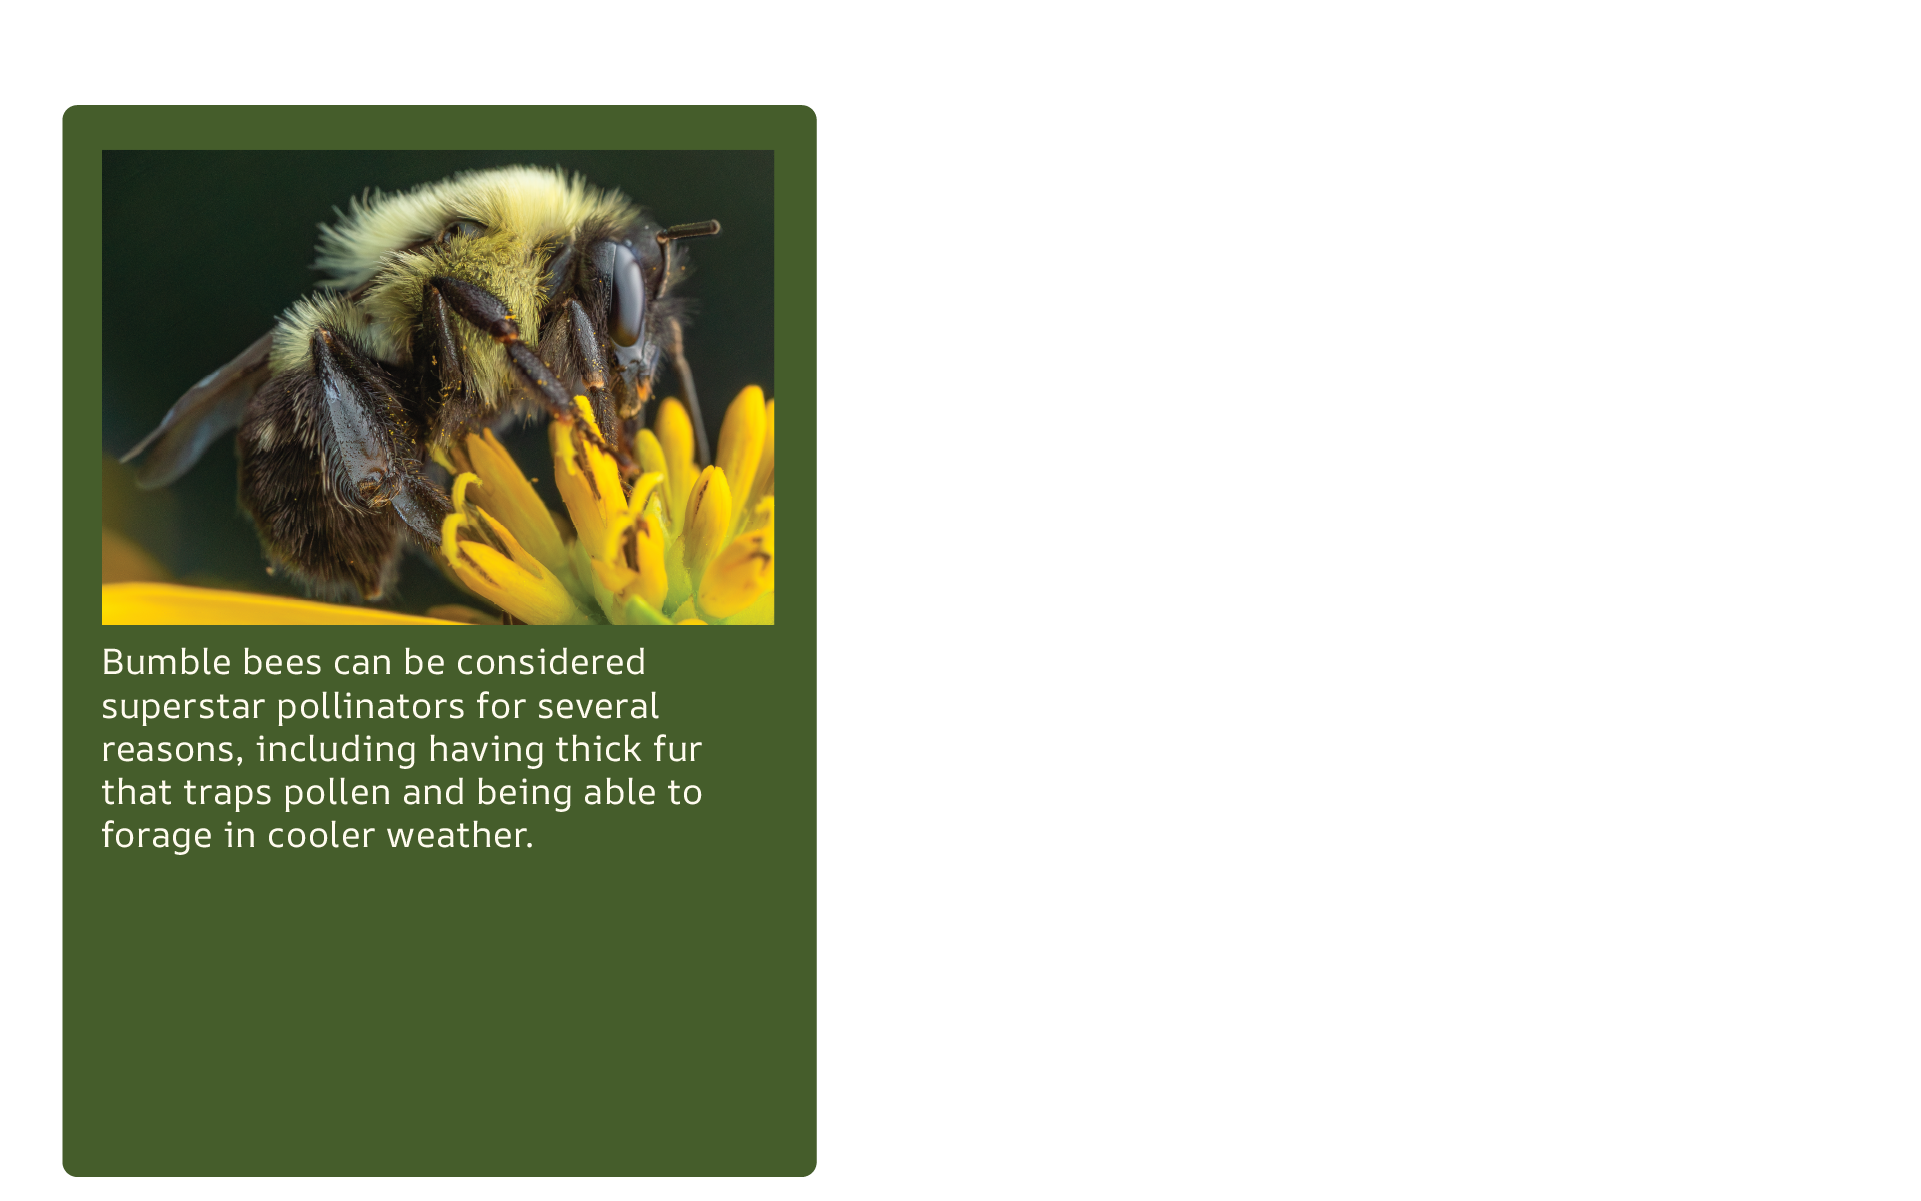 Bumble bees can be considered
superstar pollinators for several
reasons, including having thick fur
that traps pollen and being able to
forage in cooler weather.